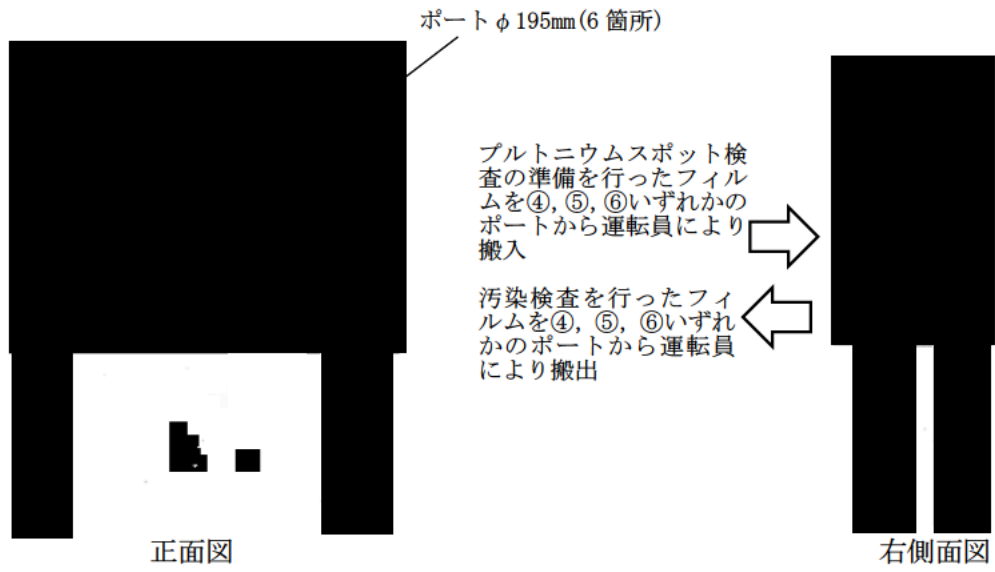 ポートφ195mm(6 箇所)
プルトニウムスポット検
査の準備を行ったフィル
ムを④,⑤,⑥いずれかの
ポートから運転員により
搬入
汚染検査を行ったフィ
ルムを④, ⑤, ⑥いずれ
かのポートから運転員
により搬出
正面図
右側面図